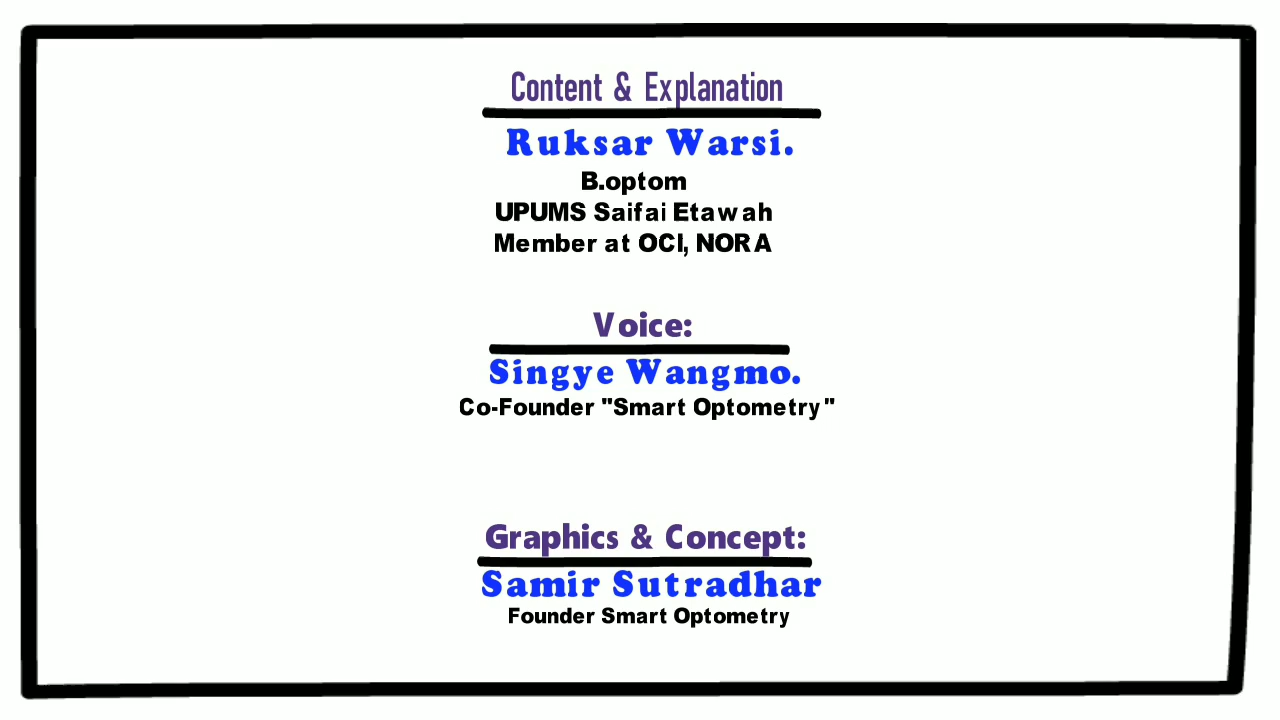 Content & Explanation
Ruksar Warsi.
B.optom
UPUMS Saifai Etawah
Member at OCI, NORA
Voice:
Singye Wangmo.
Co-Founder "Smart Optometry"
Graphics & Concept:
Samir Sutradhar
Founder Smart Optometry